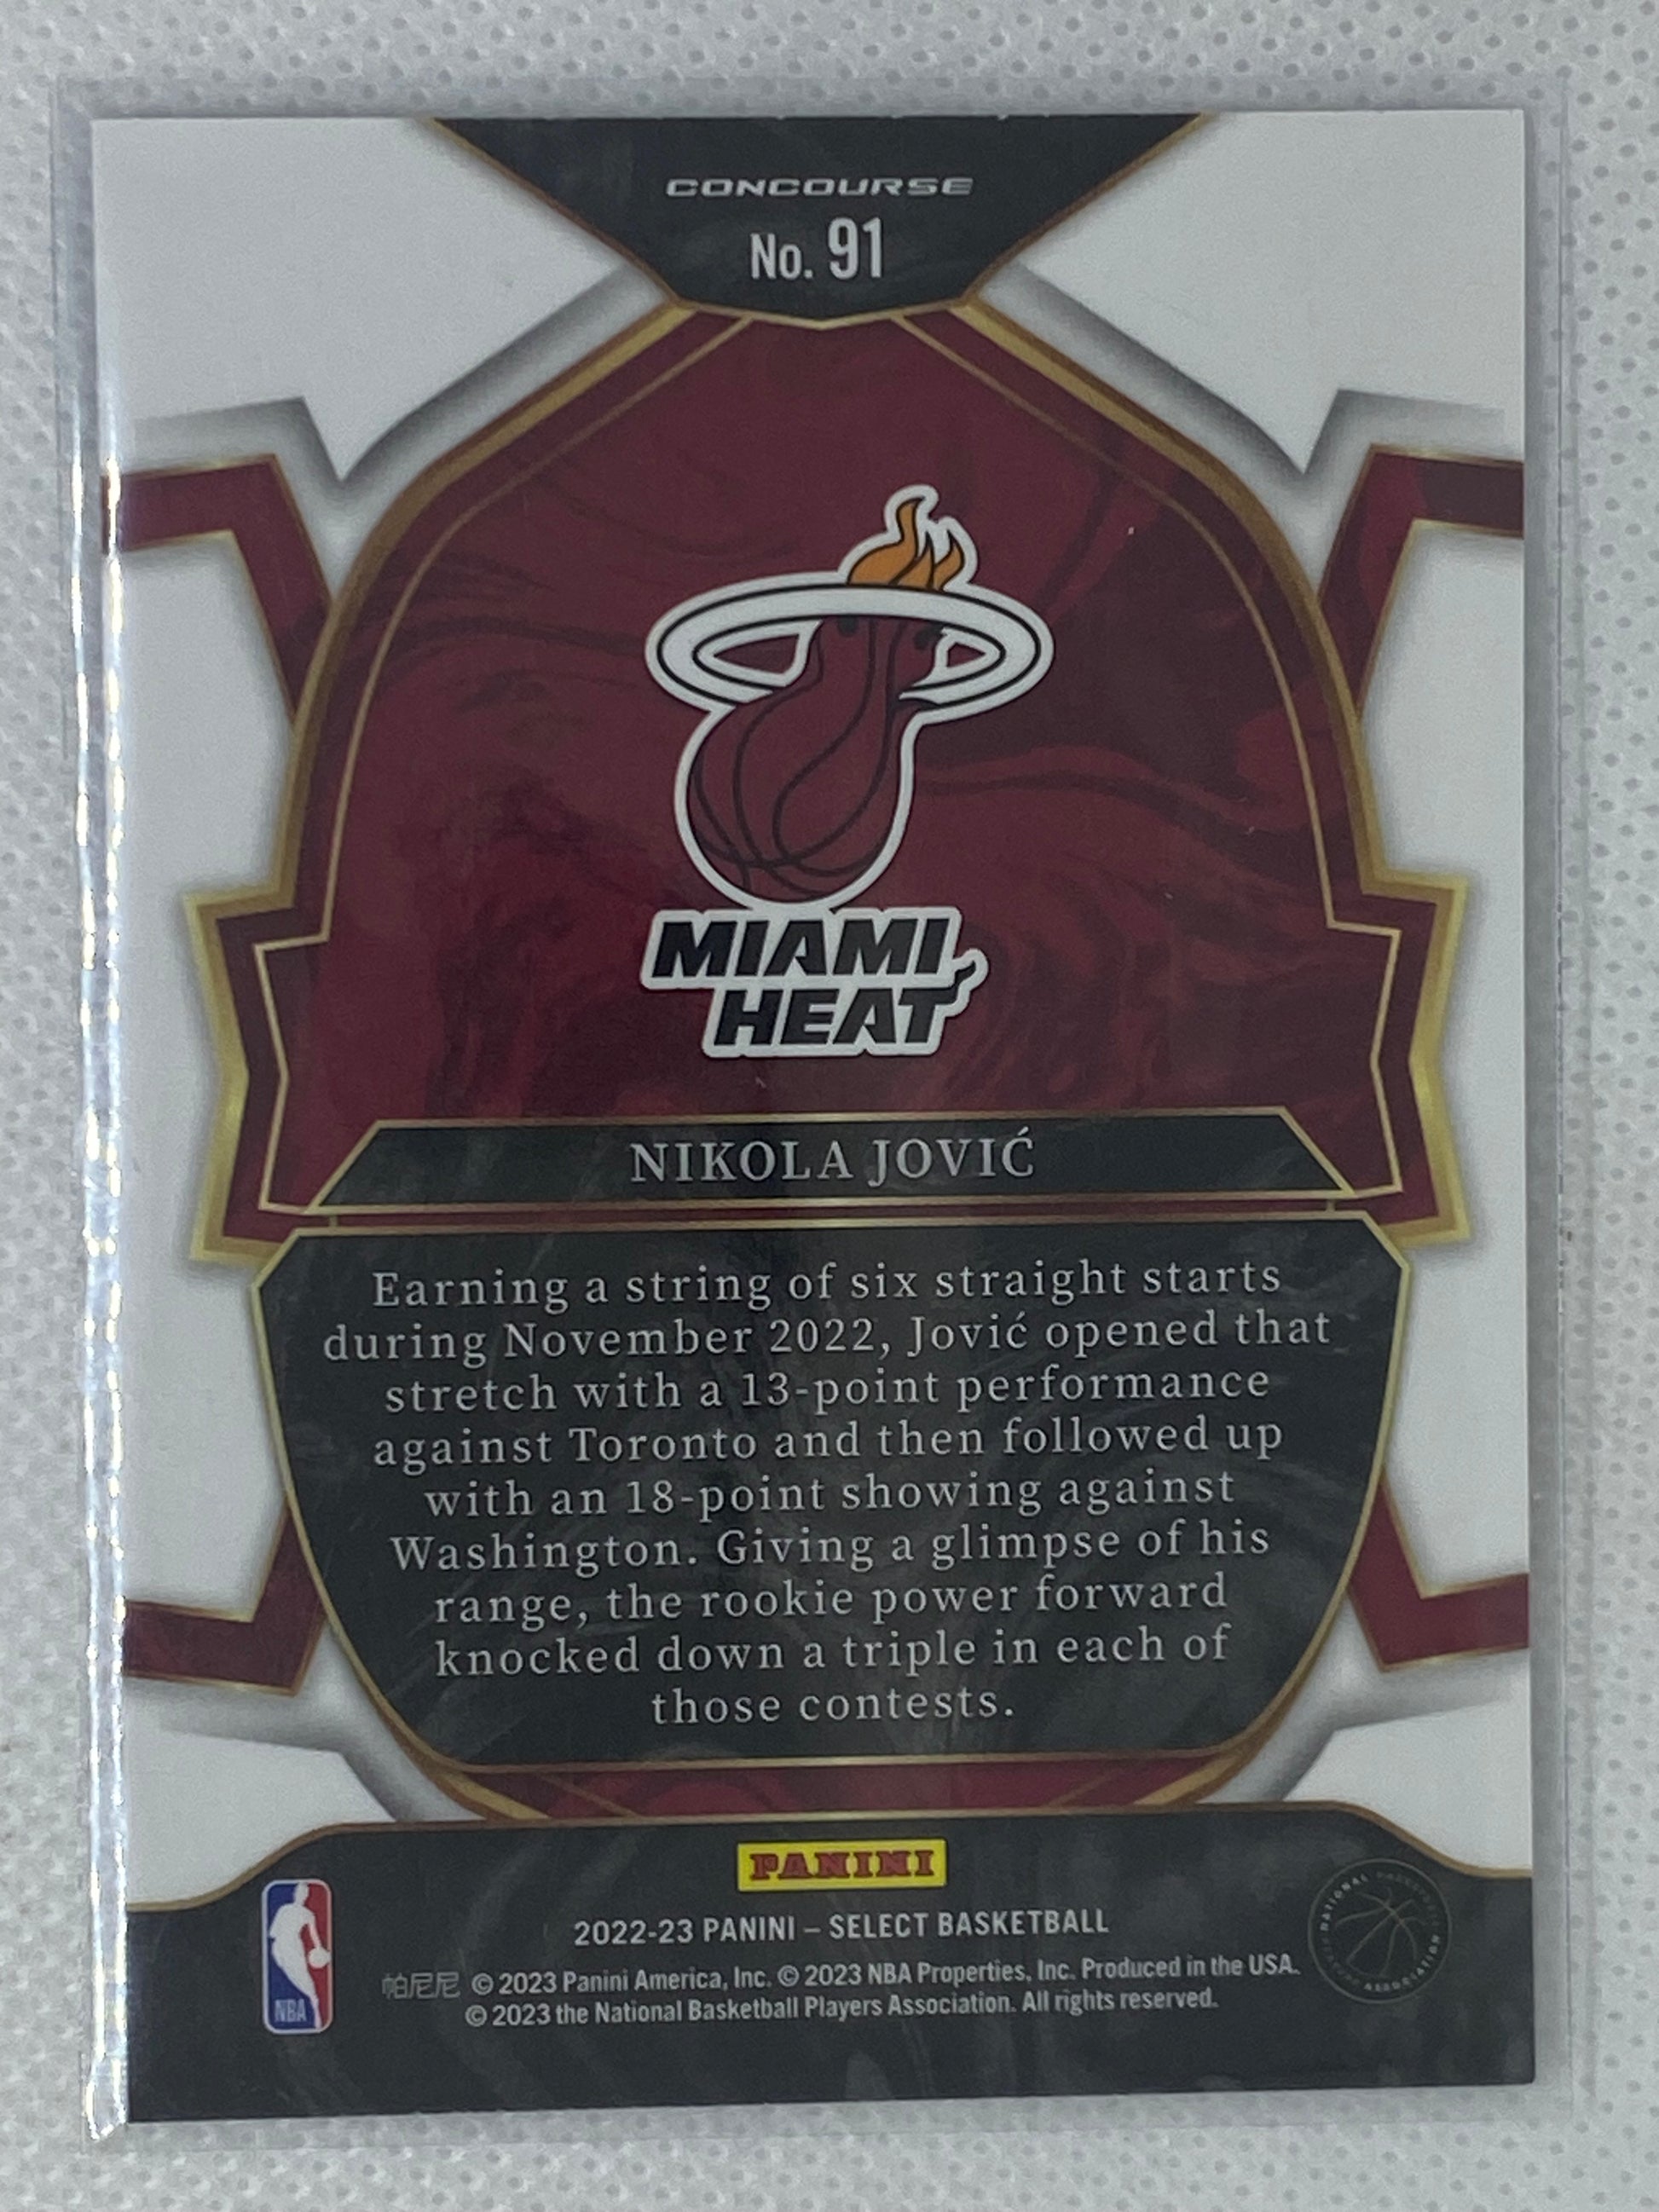 CONCOURSE
No. 91
MIAMI
HEAT
NIKOLA JOVIĆ
Earning a string of six straight starts
during November 2022, Jović opened that
stretch with a 13-point performance
against Toronto and then followed up
with an 18-point showing against
Washington. Giving a glimpse of his
range, the rookie power forward
knocked down a triple in each of
those contests.
PANINI
2022-23 PANINI – SELECT BASKETBALL
帕尼尼 © 2023 Panini America, Inc. © 2023 NBA Properties, Inc. Produced in the USA.
© 2023 the National Basketball Players Association. All rights reserved.
NBA
NATIONAL
ASSOCIATION